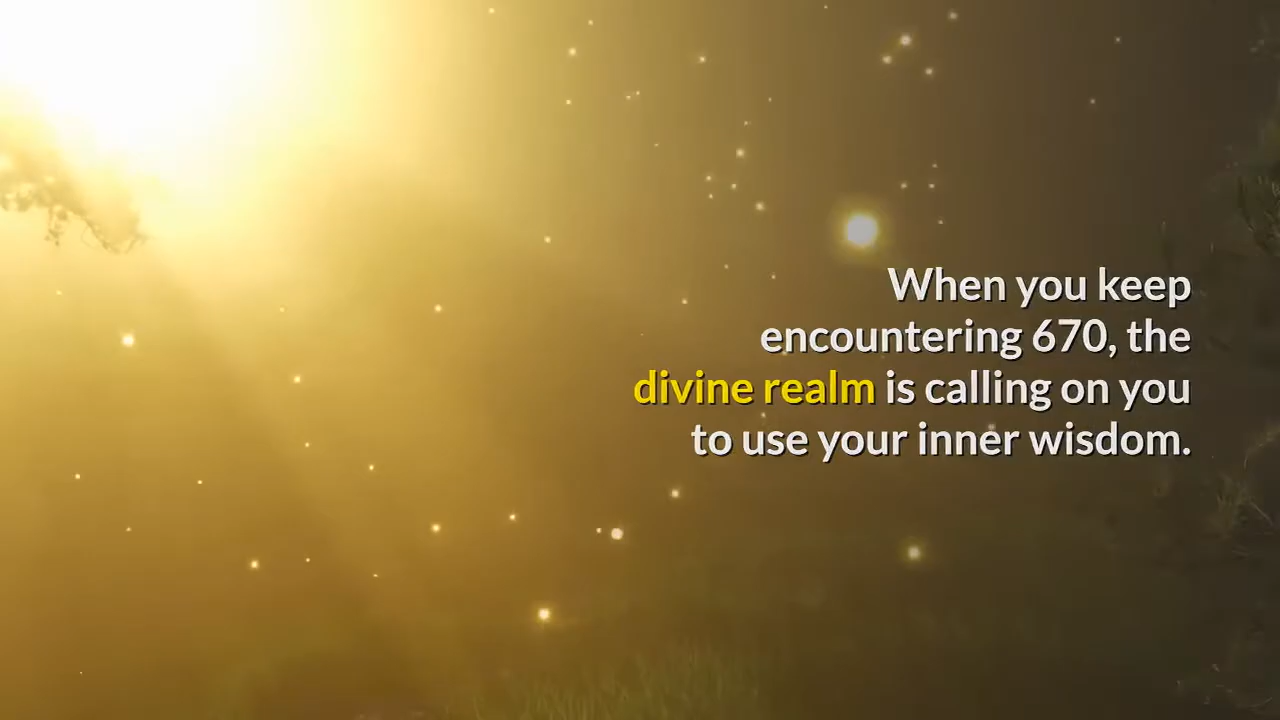 When you keep
encountering 670, the
divine realm is calling on you
to use your inner wisdom.